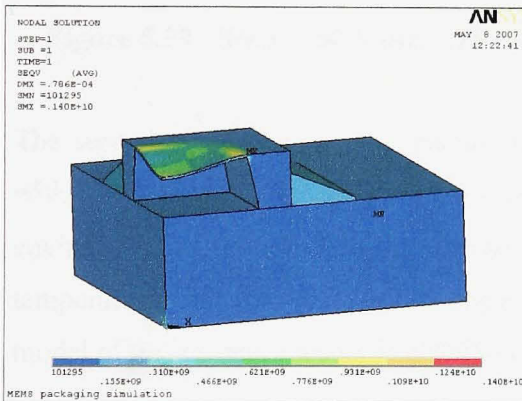 NODAL SOLUTION
AN
STEP=1
MAY 8 2007
SUB =1
12:22:41
TIME=1
SEQV (AVG)
DMX =.786E-04
SMN =101295
SMX =.140E+10
MX
MN
X
101295 .310E+09 .621E+09 .931E+09 .124E+10
.155E+09 .466E+09 .776E+09 .109E+10 .140E+10
MEMS packaging simulation